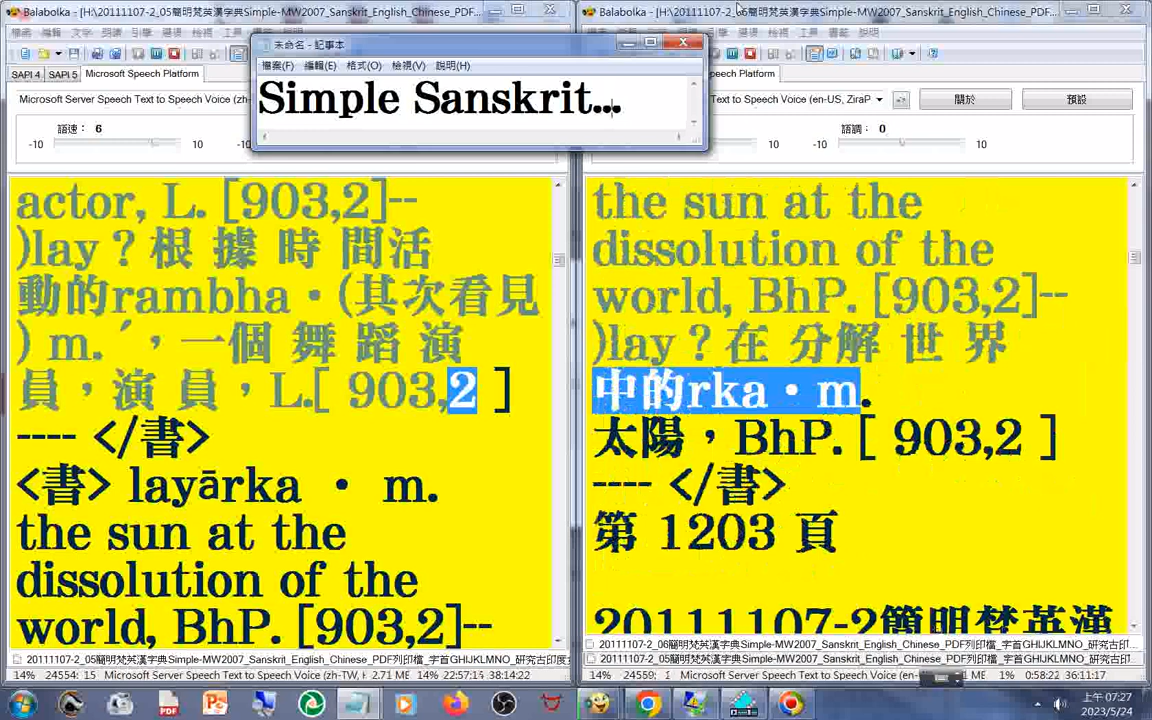 Balabolka - [H:\20111107-2_05簡明梵英漢字典Simple-MW2007_Sanskrit_English_Chinese_PDF...
Balabolka - [H:\20111107-2_05簡明梵英漢字典Simple-MW2007_Sanskrit_English_Chinese_PDF...
未命名 - 記事本
檔案(F) 編輯(E) 格式(O) 檢視(V) 說明(H)
Simple Sanskrit...
SAPI 4 SAPI 5 Microsoft Speech Platform
peech Platform
Microsoft Server Speech Text to Speech Voice (zh-
Text to Speech Voice (en-US, ZiraP
關於
預設
語速： 6
-10 10 -10
語調： 0
10 -10 10
actor, L. [903,2]--
)lay？根 據 時 間活
動的rambha・(其次看見
) m. ˊ，一個 舞 蹈 演
員，演 員，L.[ 903,2 ]
---- </書>
<書> layārka ・ m.
the sun at the
dissolution of the
world, BhP. [903,2]--
the sun at the
dissolution of the
world, BhP. [903,2]--
)lay？在 分解 世 界
中的rka・m.
太陽，BhP. [ 903,2 ]
---- </書>
第 1203 頁
20111107-2簡明梵英漢
20111107-2_05簡明梵英漢字典Simple-MW2007_Sanskrit_English_Chinese_PDF列印檔_字首GHIJKLMNO_研究古印度
20111107-2_05簡明梵英漢字典Simple-MW2007_Sanskrit_English_Chinese_PDF列印檔_字首GHIJKLMNO_研究古印...
20111107-2_05簡明梵英漢字典Simple-MW2007_Sanskrit_English_Chinese_PDF列印檔_字首GHIJKLMNO_研究古印
14% 24554: 15 Microsoft Server Speech Text to Speech Voice (zh-TW, H 2.71 ME 14% 22:57:15 38:14:22
14% 24559: 1 Microsoft Server Speech Text to Speech Voice (en- 1% 0:58:22 36:11:17
上午 07:27
2023/5/24